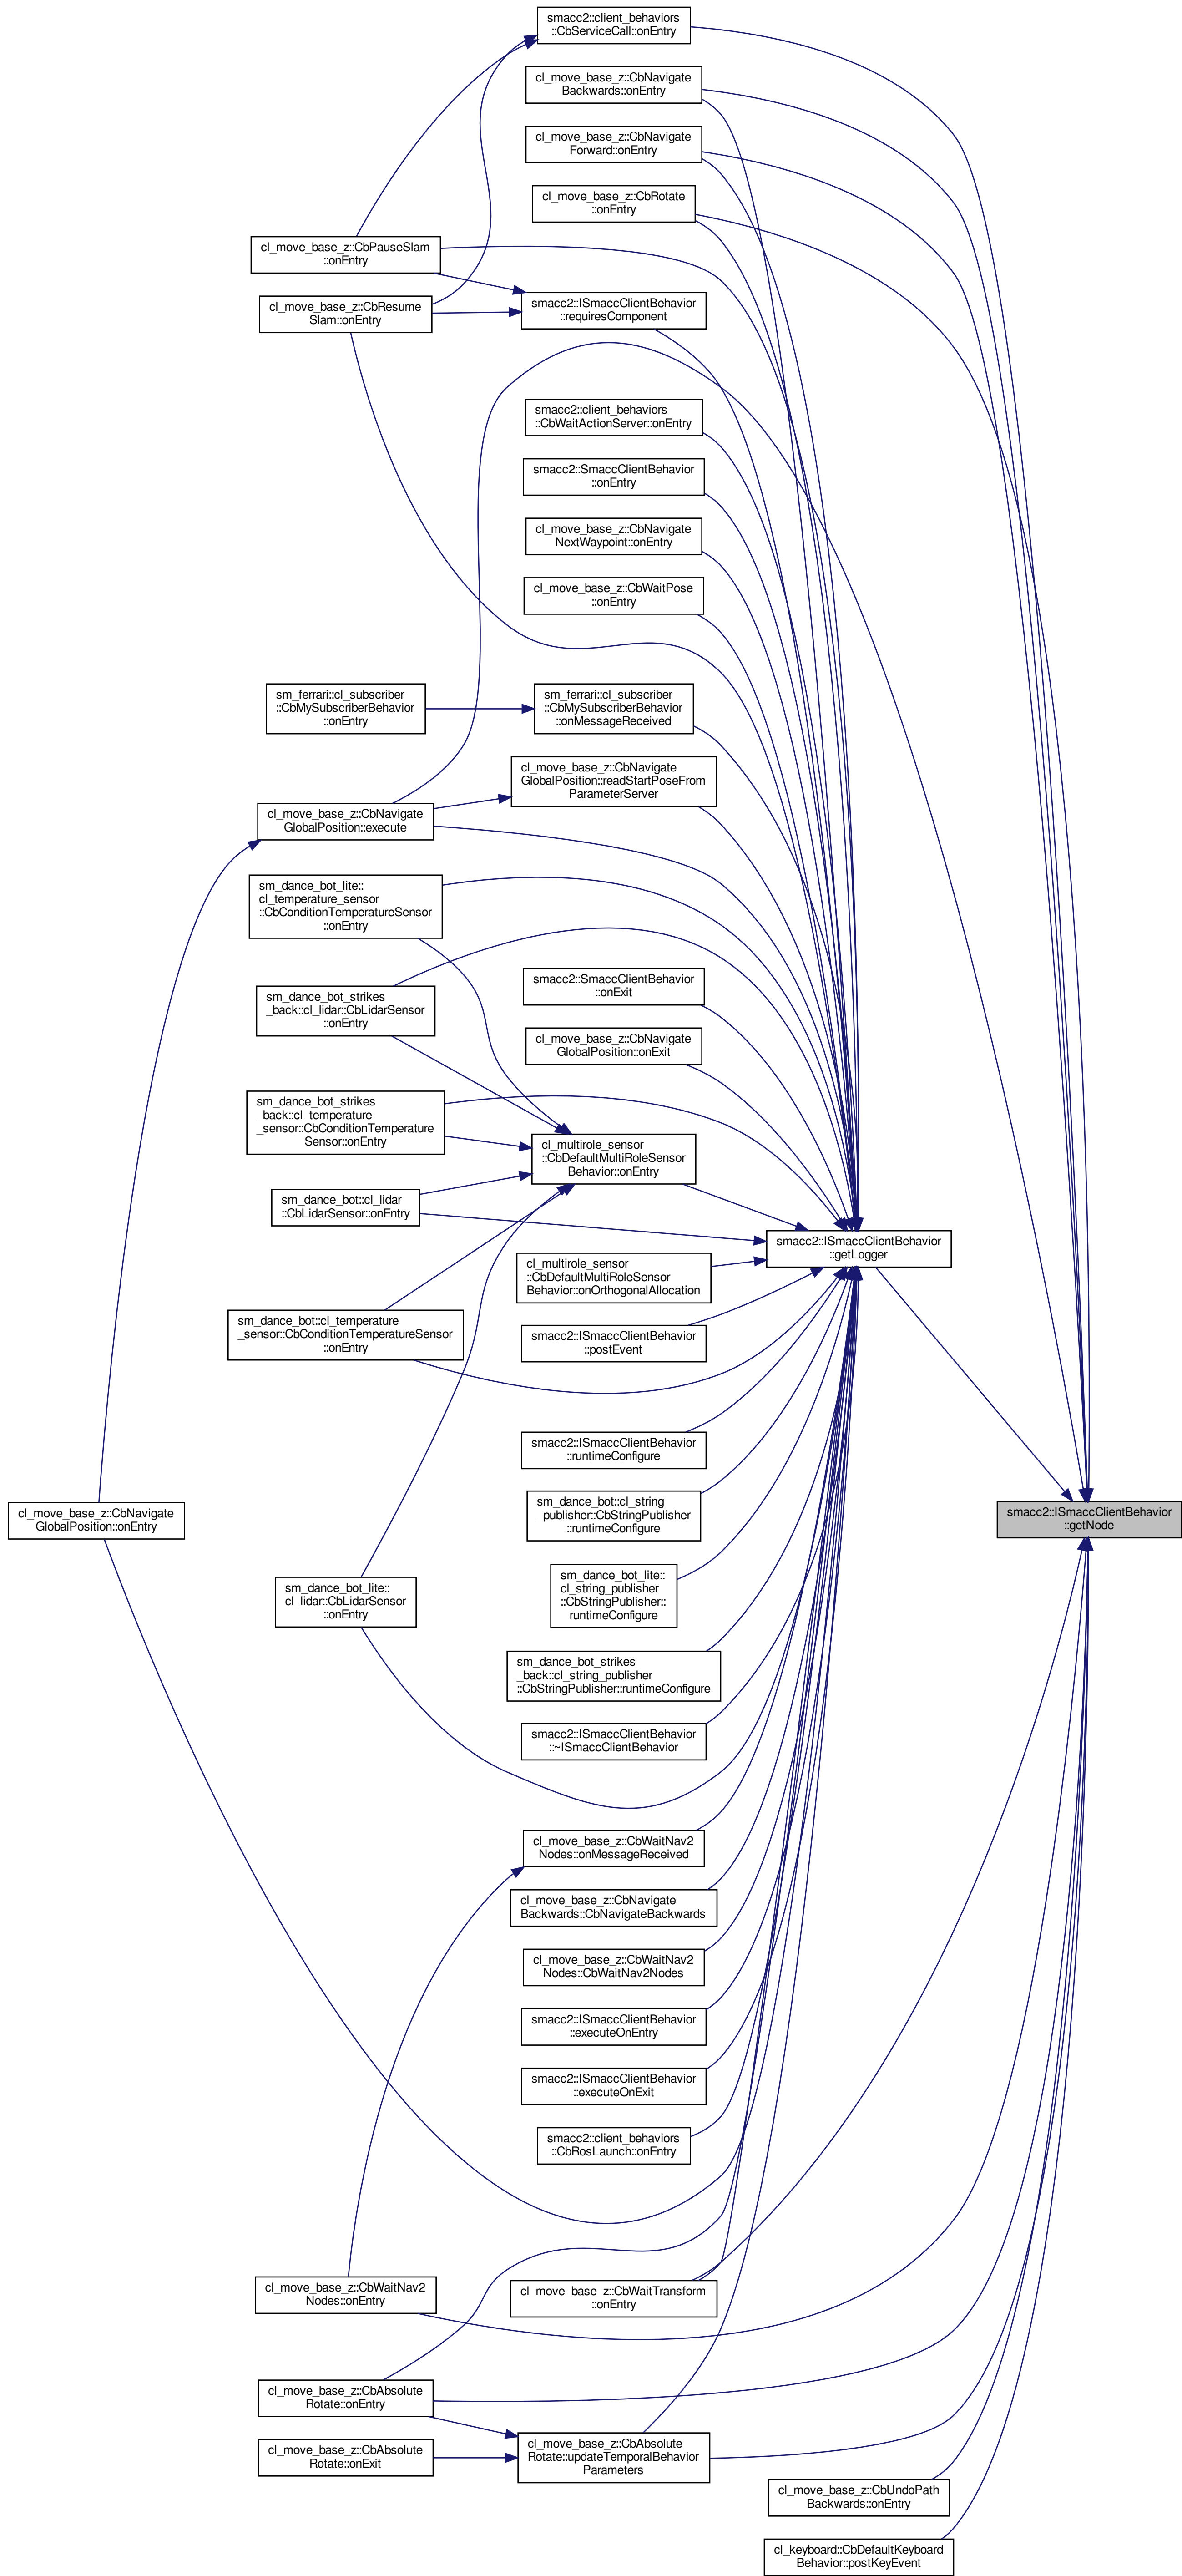 smacc2::client_behaviors
::CbServiceCall::onEntry
cl_move_base_z::CbNavigate
Backwards::onEntry
cl_move_base_z::CbNavigate
Forward::onEntry
cl_move_base_z::CbRotate
::onEntry
cl_move_base_z::CbPauseSlam
::onEntry
cl_move_base_z::CbResume
Slam::onEntry
smacc2::ISmaccClientBehavior
::requiresComponent
smacc2::client_behaviors
::CbWaitActionServer::onEntry
smacc2::SmaccClientBehavior
::onEntry
cl_move_base_z::CbNavigate
NextWaypoint::onEntry
cl_move_base_z::CbWaitPose
::onEntry
sm_ferrari::cl_subscriber
::CbMySubscriberBehavior
::onEntry
sm_ferrari::cl_subscriber
::CbMySubscriberBehavior
::onMessageReceived
cl_move_base_z::CbNavigate
GlobalPosition::readStartPoseFrom
ParameterServer
cl_move_base_z::CbNavigate
GlobalPosition::execute
sm_dance_bot_lite::
cl_temperature_sensor
::CbConditionTemperatureSensor
::onEntry
sm_dance_bot_strikes
_back::cl_lidar::CbLidarSensor
::onEntry
smacc2::SmaccClientBehavior
::onExit
cl_move_base_z::CbNavigate
GlobalPosition::onExit
sm_dance_bot_strikes
_back::cl_temperature
_sensor::CbConditionTemperature
Sensor::onEntry
cl_multirole_sensor
::CbDefaultMultiRoleSensor
Behavior::onEntry
sm_dance_bot::cl_lidar
::CbLidarSensor::onEntry
smacc2::ISmaccClientBehavior
::getLogger
cl_multirole_sensor
::CbDefaultMultiRoleSensor
Behavior::onOrthogonalAllocation
sm_dance_bot::cl_temperature
_sensor::CbConditionTemperatureSensor
::onEntry
smacc2::ISmaccClientBehavior
::postEvent
smacc2::ISmaccClientBehavior
::runtimeConfigure
sm_dance_bot::cl_string
_publisher::CbStringPublisher
::runtimeConfigure
cl_move_base_z::CbNavigate
GlobalPosition::onEntry
smacc2::ISmaccClientBehavior
::getNode
sm_dance_bot_lite::
cl_string_publisher
::CbStringPublisher::
runtimeConfigure
sm_dance_bot_lite::
cl_lidar::CbLidarSensor
::onEntry
sm_dance_bot_strikes
_back::cl_string_publisher
::CbStringPublisher::runtimeConfigure
smacc2::ISmaccClientBehavior
::~ISmaccClientBehavior
cl_move_base_z::CbWaitNav2
Nodes::onMessageReceived
cl_move_base_z::CbNavigate
Backwards::CbNavigateBackwards
cl_move_base_z::CbWaitNav2
Nodes::CbWaitNav2Nodes
smacc2::ISmaccClientBehavior
::executeOnEntry
smacc2::ISmaccClientBehavior
::executeOnExit
smacc2::client_behaviors
::CbRosLaunch::onEntry
cl_move_base_z::CbWaitNav2
Nodes::onEntry
cl_move_base_z::CbWaitTransform
::onEntry
cl_move_base_z::CbAbsolute
Rotate::onEntry
cl_move_base_z::CbAbsolute
Rotate::onExit
cl_move_base_z::CbAbsolute
Rotate::updateTemporalBehavior
Parameters
cl_move_base_z::CbUndoPath
Backwards::onEntry
cl_keyboard::CbDefaultKeyboard
Behavior::postKeyEvent